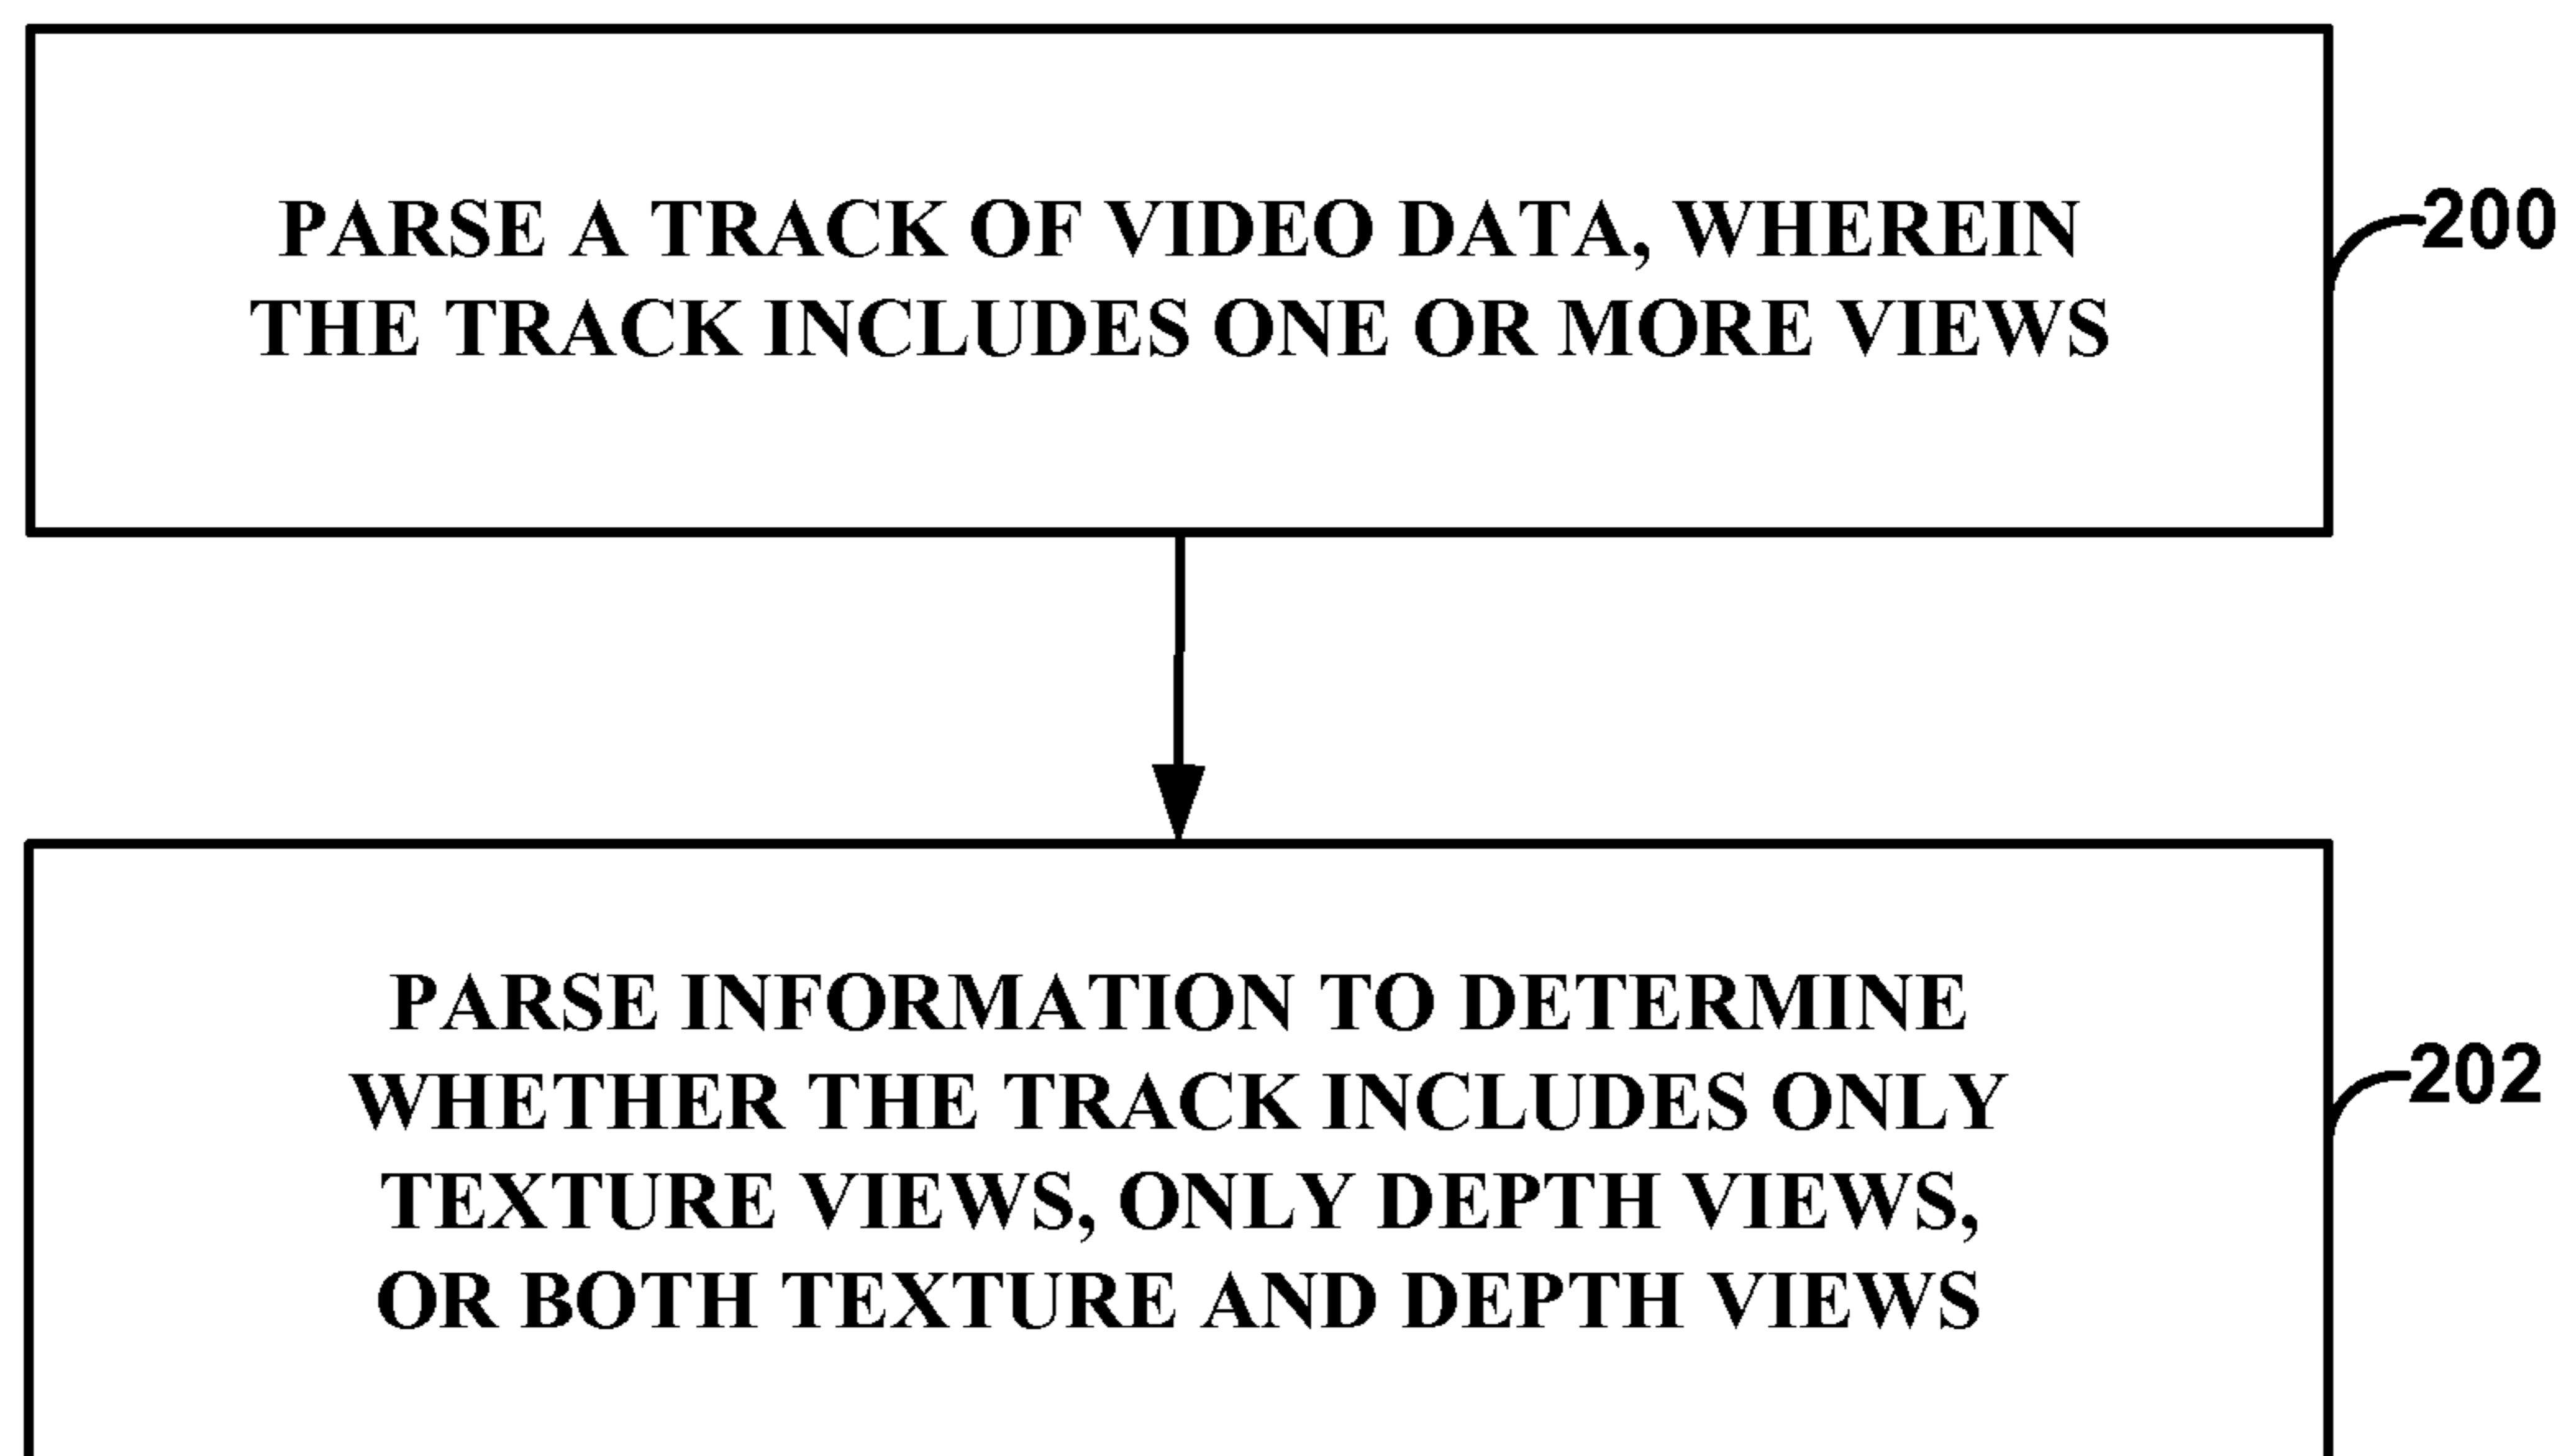 PARSE A TRACK OF VIDEO DATA, WHEREIN
THE TRACK INCLUDES ONE OR MORE VIEWS
200
PARSE INFORMATION TO DETERMINE
WHETHER THE TRACK INCLUDES ONLY
TEXTURE VIEWS, ONLY DEPTH VIEWS,
OR BOTH TEXTURE AND DEPTH VIEWS
202